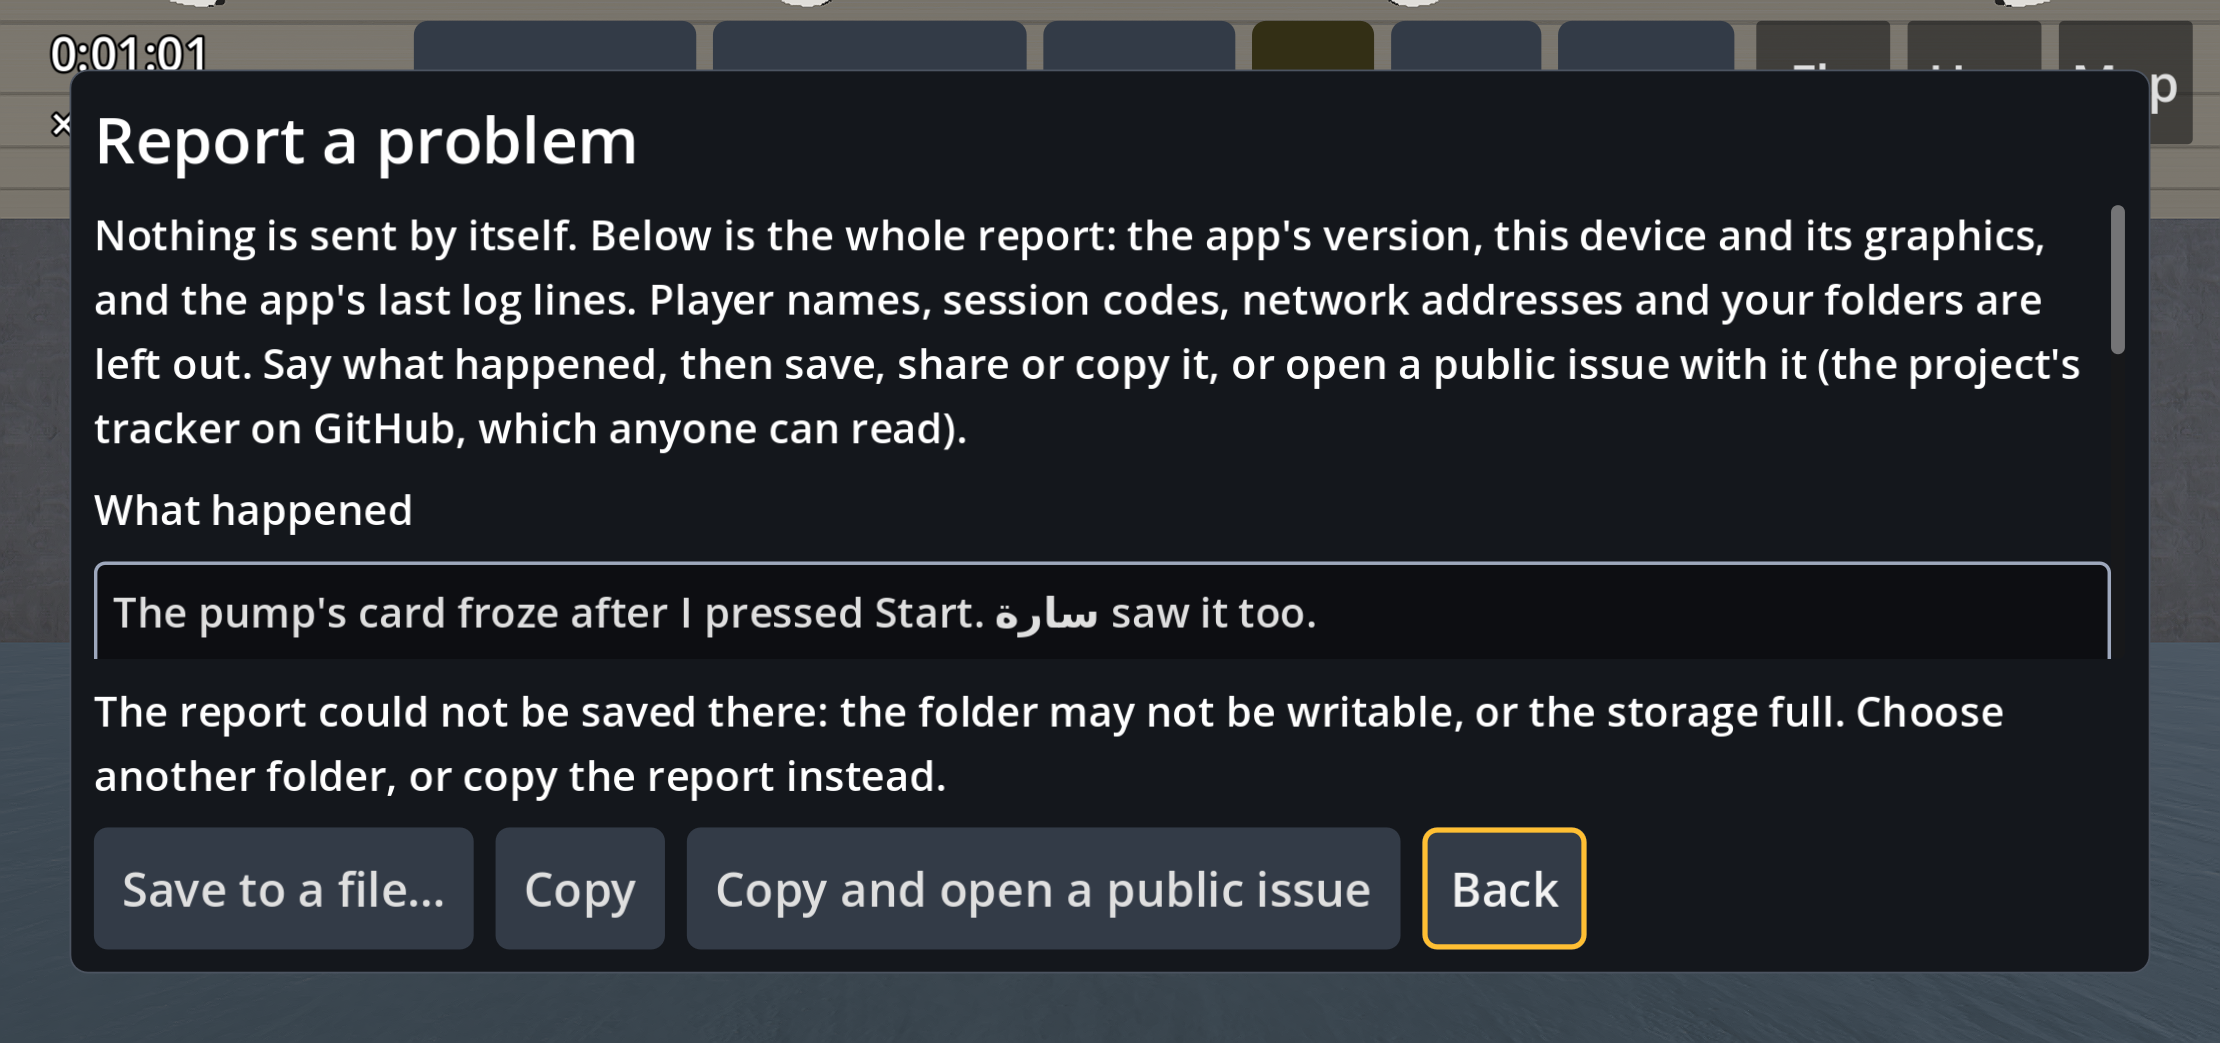 0:01:01
×
p
Report a problem
Nothing is sent by itself. Below is the whole report: the app's version, this device and its graphics,
and the app's last log lines. Player names, session codes, network addresses and your folders are
left out. Say what happened, then save, share or copy it, or open a public issue with it (the project's
tracker on GitHub, which anyone can read).
What happened
The pump's card froze after I pressed Start. سارة saw it too.
The report could not be saved there: the folder may not be writable, or the storage full. Choose
another folder, or copy the report instead.
Save to a file...
Copy
Copy and open a public issue
Back